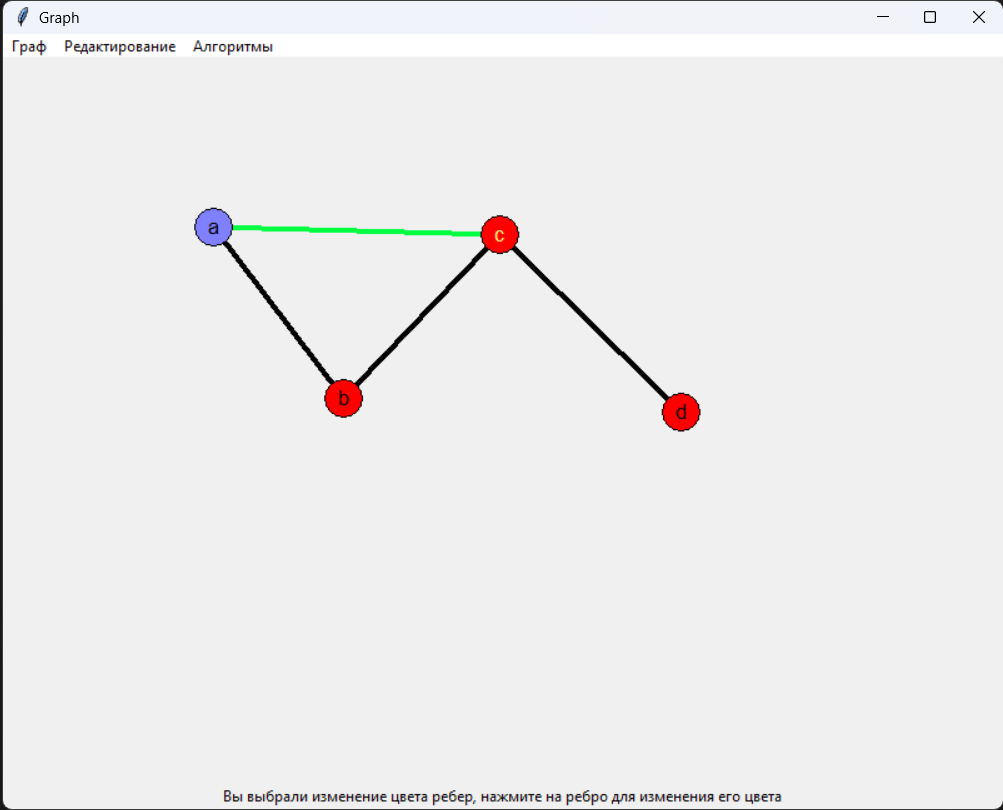 Graph
Граф Редактирование Алгоритмы
a
c
b
d
Вы выбрали изменение цвета ребер, нажмите на ребро для изменения его цвета